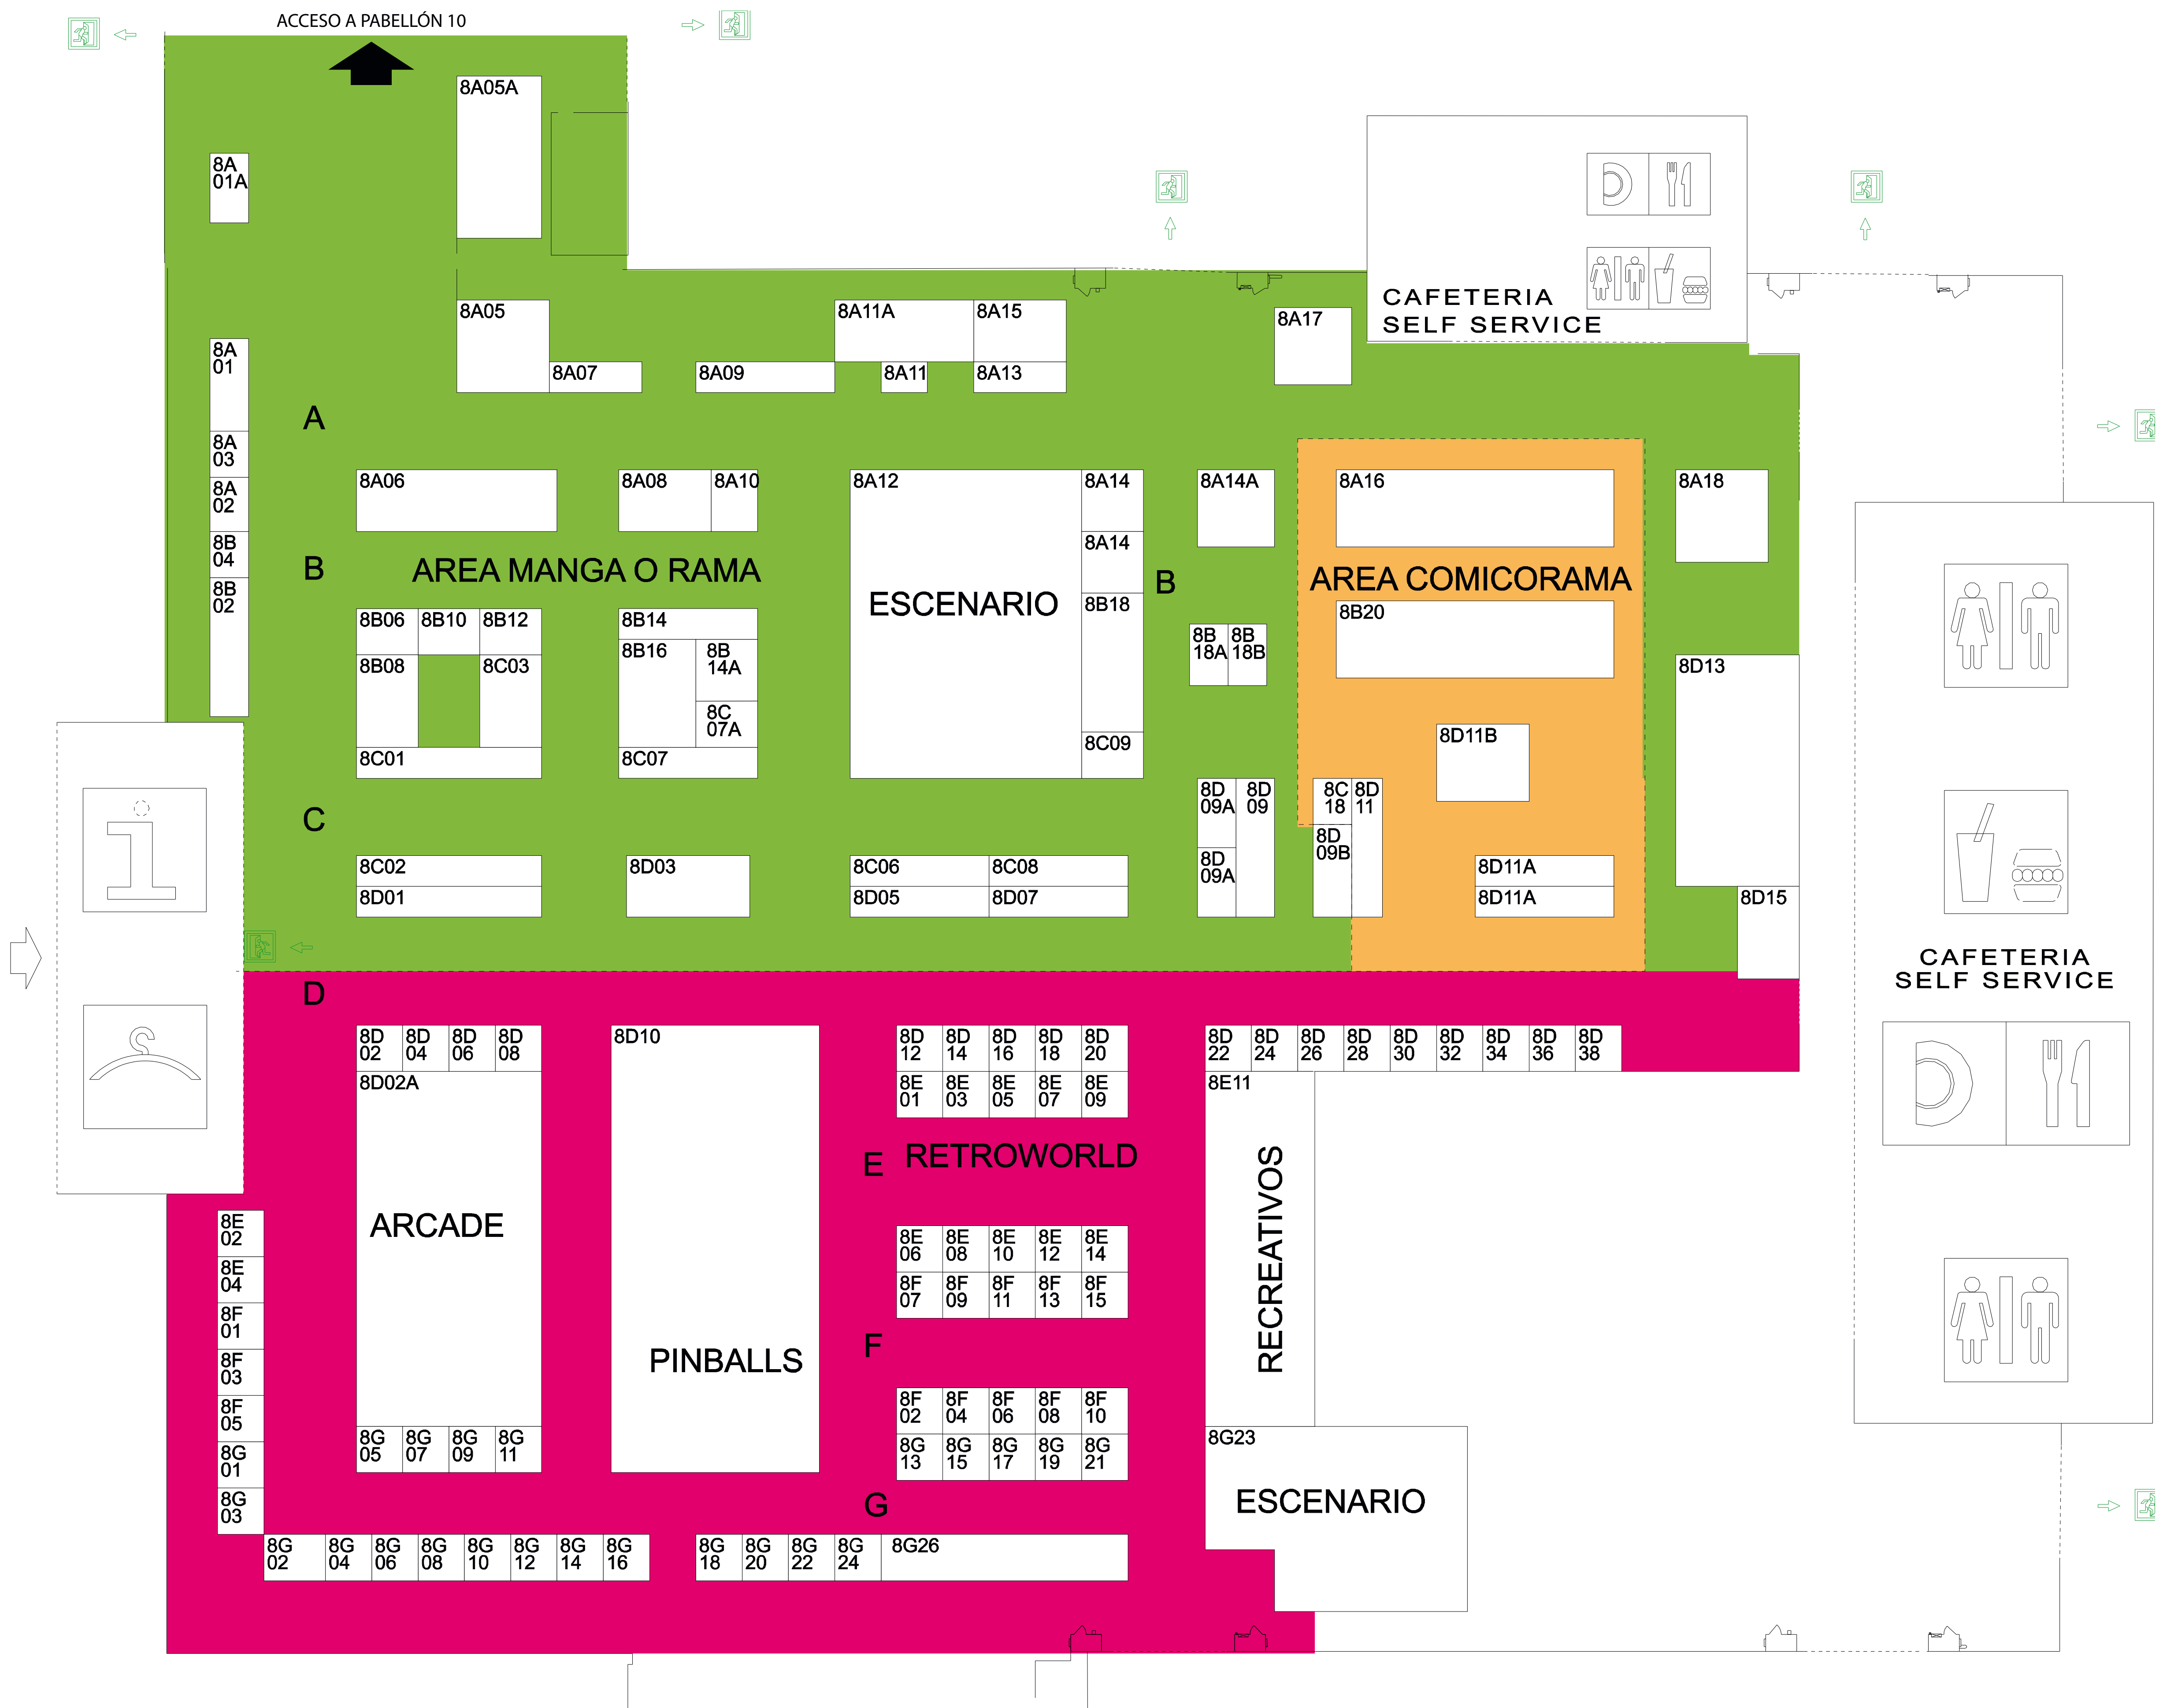 ACCESO A PABELLÓN 10
8A05A
8A
01A
CAFETERIA
SELF SERVICE
8A05
8A11A
8A15
8A17
8A
01
8A07
8A09
8A11
8A13
A
8A
03
8A
02
8A06
8A08
8A10
8A12
8A14
8A14A
8A16
8A18
8B
04
8A14
B
AREA MANGA O RAMA
B
AREA COMICORAMA
8B
02
ESCENARIO
8B06
8B10
8B12
8B14
8B18
8B20
8B
18A
8B
18B
8B08
8C03
8B16
8B
14A
8D13
8C
07A
8C01
8C07
8C09
8D11B
8D
09A
8D
09
8C
18
8D
11
C
8D
09B
8C02
8D03
8C06
8C08
8D
09A
8D11A
8D01
8D05
8D07
8D11A
8D15
CAFETERIA
SELF SERVICE
D
8D
02
8D
04
8D
06
8D
08
8D10
8D
12
8D
14
8D
16
8D
18
8D
20
8D
22
8D
24
8D
26
8D
28
8D
30
8D
32
8D
34
8D
36
8D
38
8D02A
8E
01
8E
03
8E
05
8E
07
8E
09
8E11
E
RETROWORLD
RECREATIVOS
ARCADE
8E
02
8E
04
8E
06
8E
08
8E
10
8E
12
8E
14
8F
07
8F
09
8F
11
8F
13
8F
15
8F
01
8F
03
F
PINBALLS
8F
05
8F
02
8F
04
8F
06
8F
08
8F
10
8G
01
8G
05
8G
07
8G
09
8G
11
8G
13
8G
15
8G
17
8G
19
8G
21
8G23
8G
03
G
ESCENARIO
8G
02
8G
04
8G
06
8G
08
8G
10
8G
12
8G
14
8G
16
8G
18
8G
20
8G
22
8G
24
8G26